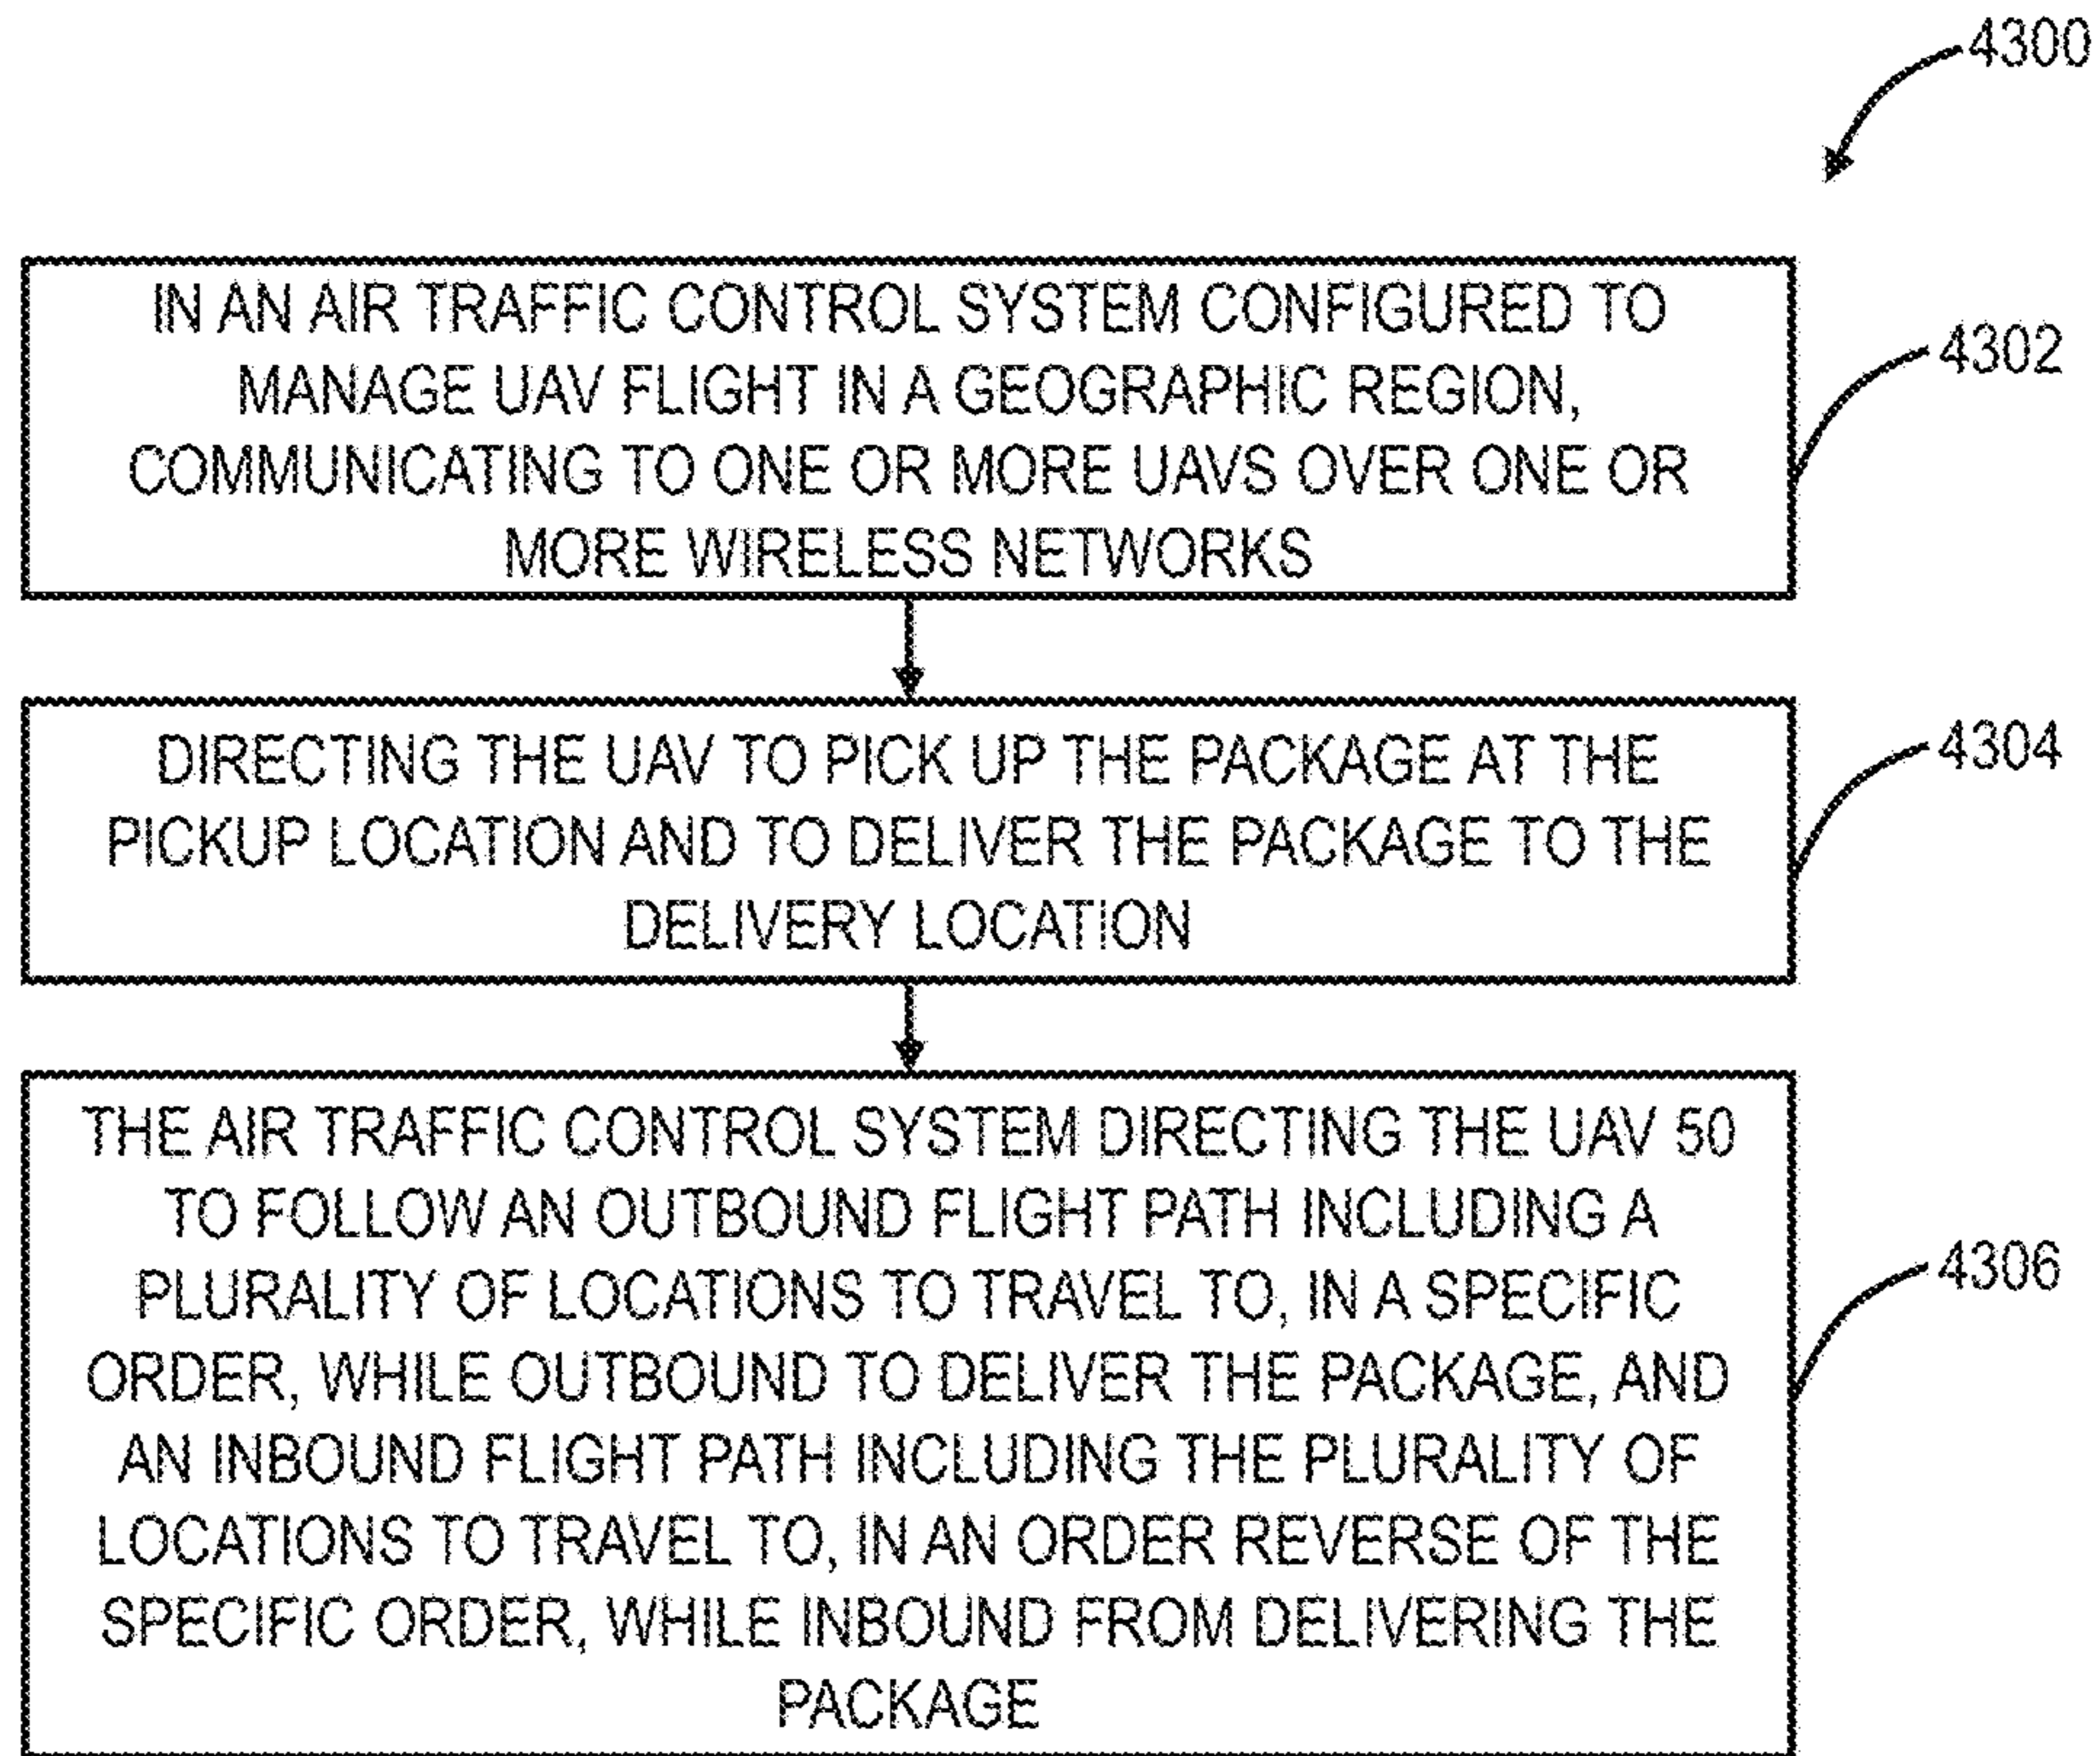 4300
IN AN AIR TRAFFIC CONTROL SYSTEM CONFIGURED TO
MANAGE UAV FLIGHT IN A GEOGRAPHIC REGION,
COMMUNICATING TO ONE OR MORE UAVS OVER ONE OR
MORE WIRELESS NETWORKS
4302
DIRECTING THE UAV TO PICK UP THE PACKAGE AT THE
PICKUP LOCATION AND TO DELIVER THE PACKAGE TO THE
DELIVERY LOCATION
4304
THE AIR TRAFFIC CONTROL SYSTEM DIRECTING THE UAV 50
TO FOLLOW AN OUTBOUND FLIGHT PATH INCLUDING A
PLURALITY OF LOCATIONS TO TRAVEL TO, IN A SPECIFIC
ORDER, WHILE OUTBOUND TO DELIVER THE PACKAGE, AND
AN INBOUND FLIGHT PATH INCLUDING THE PLURALITY OF
LOCATIONS TO TRAVEL TO, IN AN ORDER REVERSE OF THE
SPECIFIC ORDER, WHILE INBOUND FROM DELIVERING THE
PACKAGE
4306